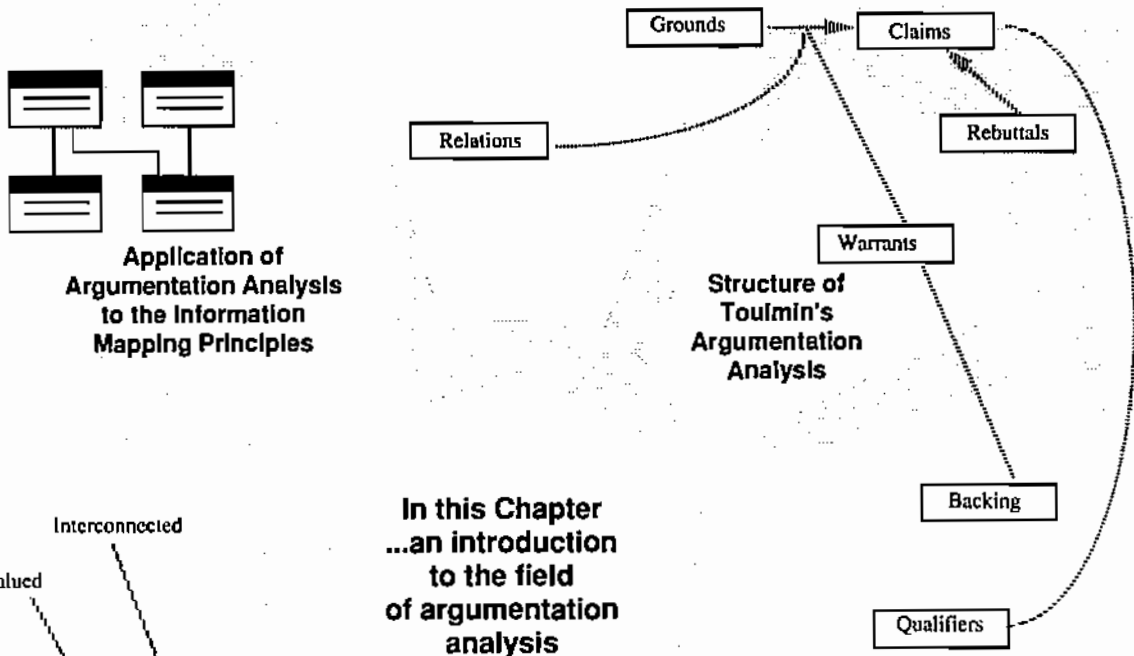 Grounds
Claims
Relations
Rebuttals
Application of
Argumentation Analysis
to the Information
Mapping Principles
Warrants
Structure of
Toulmin's
Argumentation
Analysis
Backing
In this Chapter
...an introduction
to the field
of argumentation
analysis
Interconnected
Qualifiers